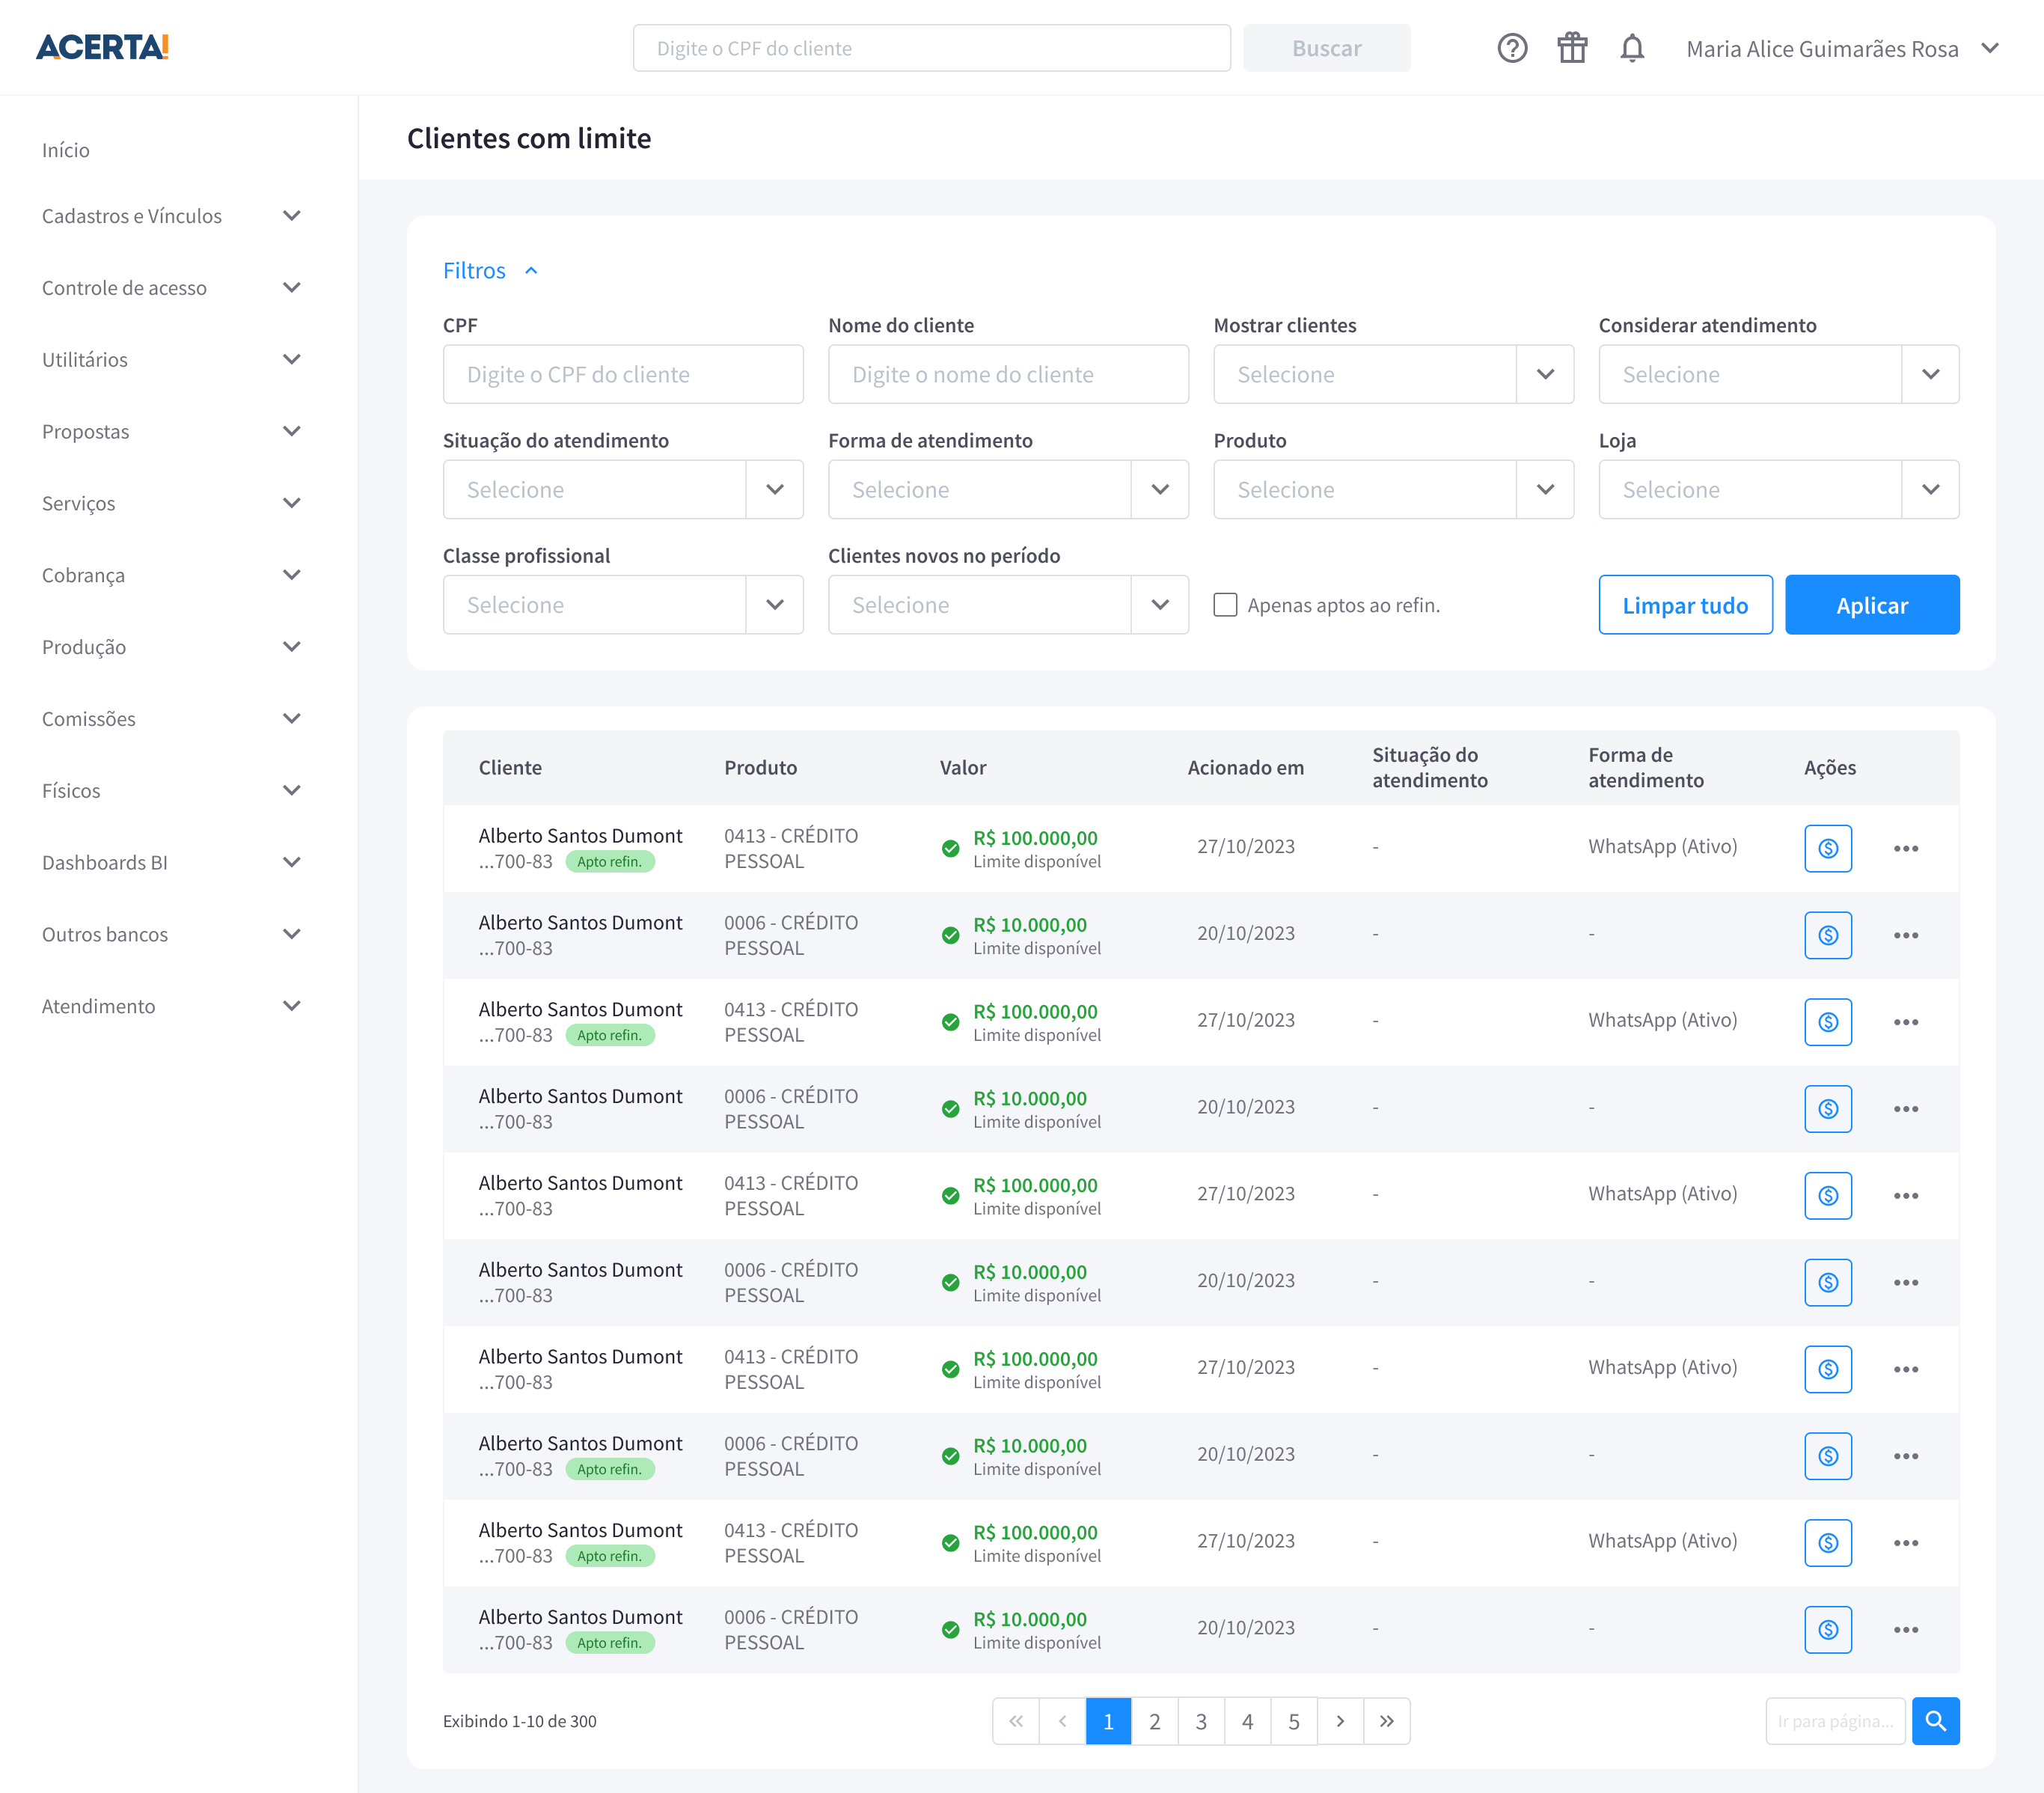 ACERTA!
Digite o CPF do cliente
Buscar
Maria Alice Guimarães Rosa
Início
Cadastros e Vínculos
Controle de acesso
Utilitários
Propostas
Serviços
Cobrança
Produção
Comissões
Físicos
Dashboards BI
Outros bancos
Atendimento
Clientes com limite
Filtros
CPF
Digite o CPF do cliente
Nome do cliente
Digite o nome do cliente
Mostrar clientes
Selecione
Considerar atendimento
Selecione
Situação do atendimento
Selecione
Forma de atendimento
Selecione
Produto
Selecione
Loja
Selecione
Classe profissional
Selecione
Clientes novos no período
Selecione
Apenas aptos ao refin.
Limpar tudo
Aplicar
Cliente
Produto
Valor
Acionado em
Situação do
atendimento
Forma de
atendimento
Ações
Alberto Santos Dumont
...700-83 Apto refin.
0413 - CRÉDITO
PESSOAL
R$ 100.000,00
Limite disponível
27/10/2023
-
WhatsApp (Ativo)
Alberto Santos Dumont
...700-83
0006 - CRÉDITO
PESSOAL
R$ 10.000,00
Limite disponível
20/10/2023
-
-
Alberto Santos Dumont
...700-83 Apto refin.
0413 - CRÉDITO
PESSOAL
R$ 100.000,00
Limite disponível
27/10/2023
-
WhatsApp (Ativo)
Alberto Santos Dumont
...700-83
0006 - CRÉDITO
PESSOAL
R$ 10.000,00
Limite disponível
20/10/2023
-
-
Alberto Santos Dumont
...700-83
0413 - CRÉDITO
PESSOAL
R$ 100.000,00
Limite disponível
27/10/2023
-
WhatsApp (Ativo)
Alberto Santos Dumont
...700-83
0006 - CRÉDITO
PESSOAL
R$ 10.000,00
Limite disponível
20/10/2023
-
-
Alberto Santos Dumont
...700-83
0413 - CRÉDITO
PESSOAL
R$ 100.000,00
Limite disponível
27/10/2023
-
WhatsApp (Ativo)
Alberto Santos Dumont
...700-83 Apto refin.
0006 - CRÉDITO
PESSOAL
R$ 10.000,00
Limite disponível
20/10/2023
-
-
Alberto Santos Dumont
...700-83 Apto refin.
0413 - CRÉDITO
PESSOAL
R$ 100.000,00
Limite disponível
27/10/2023
-
WhatsApp (Ativo)
Alberto Santos Dumont
...700-83 Apto refin.
0006 - CRÉDITO
PESSOAL
R$ 10.000,00
Limite disponível
20/10/2023
-
-
Exibindo 1-10 de 300
1 2 3 4 5
Ir para página...